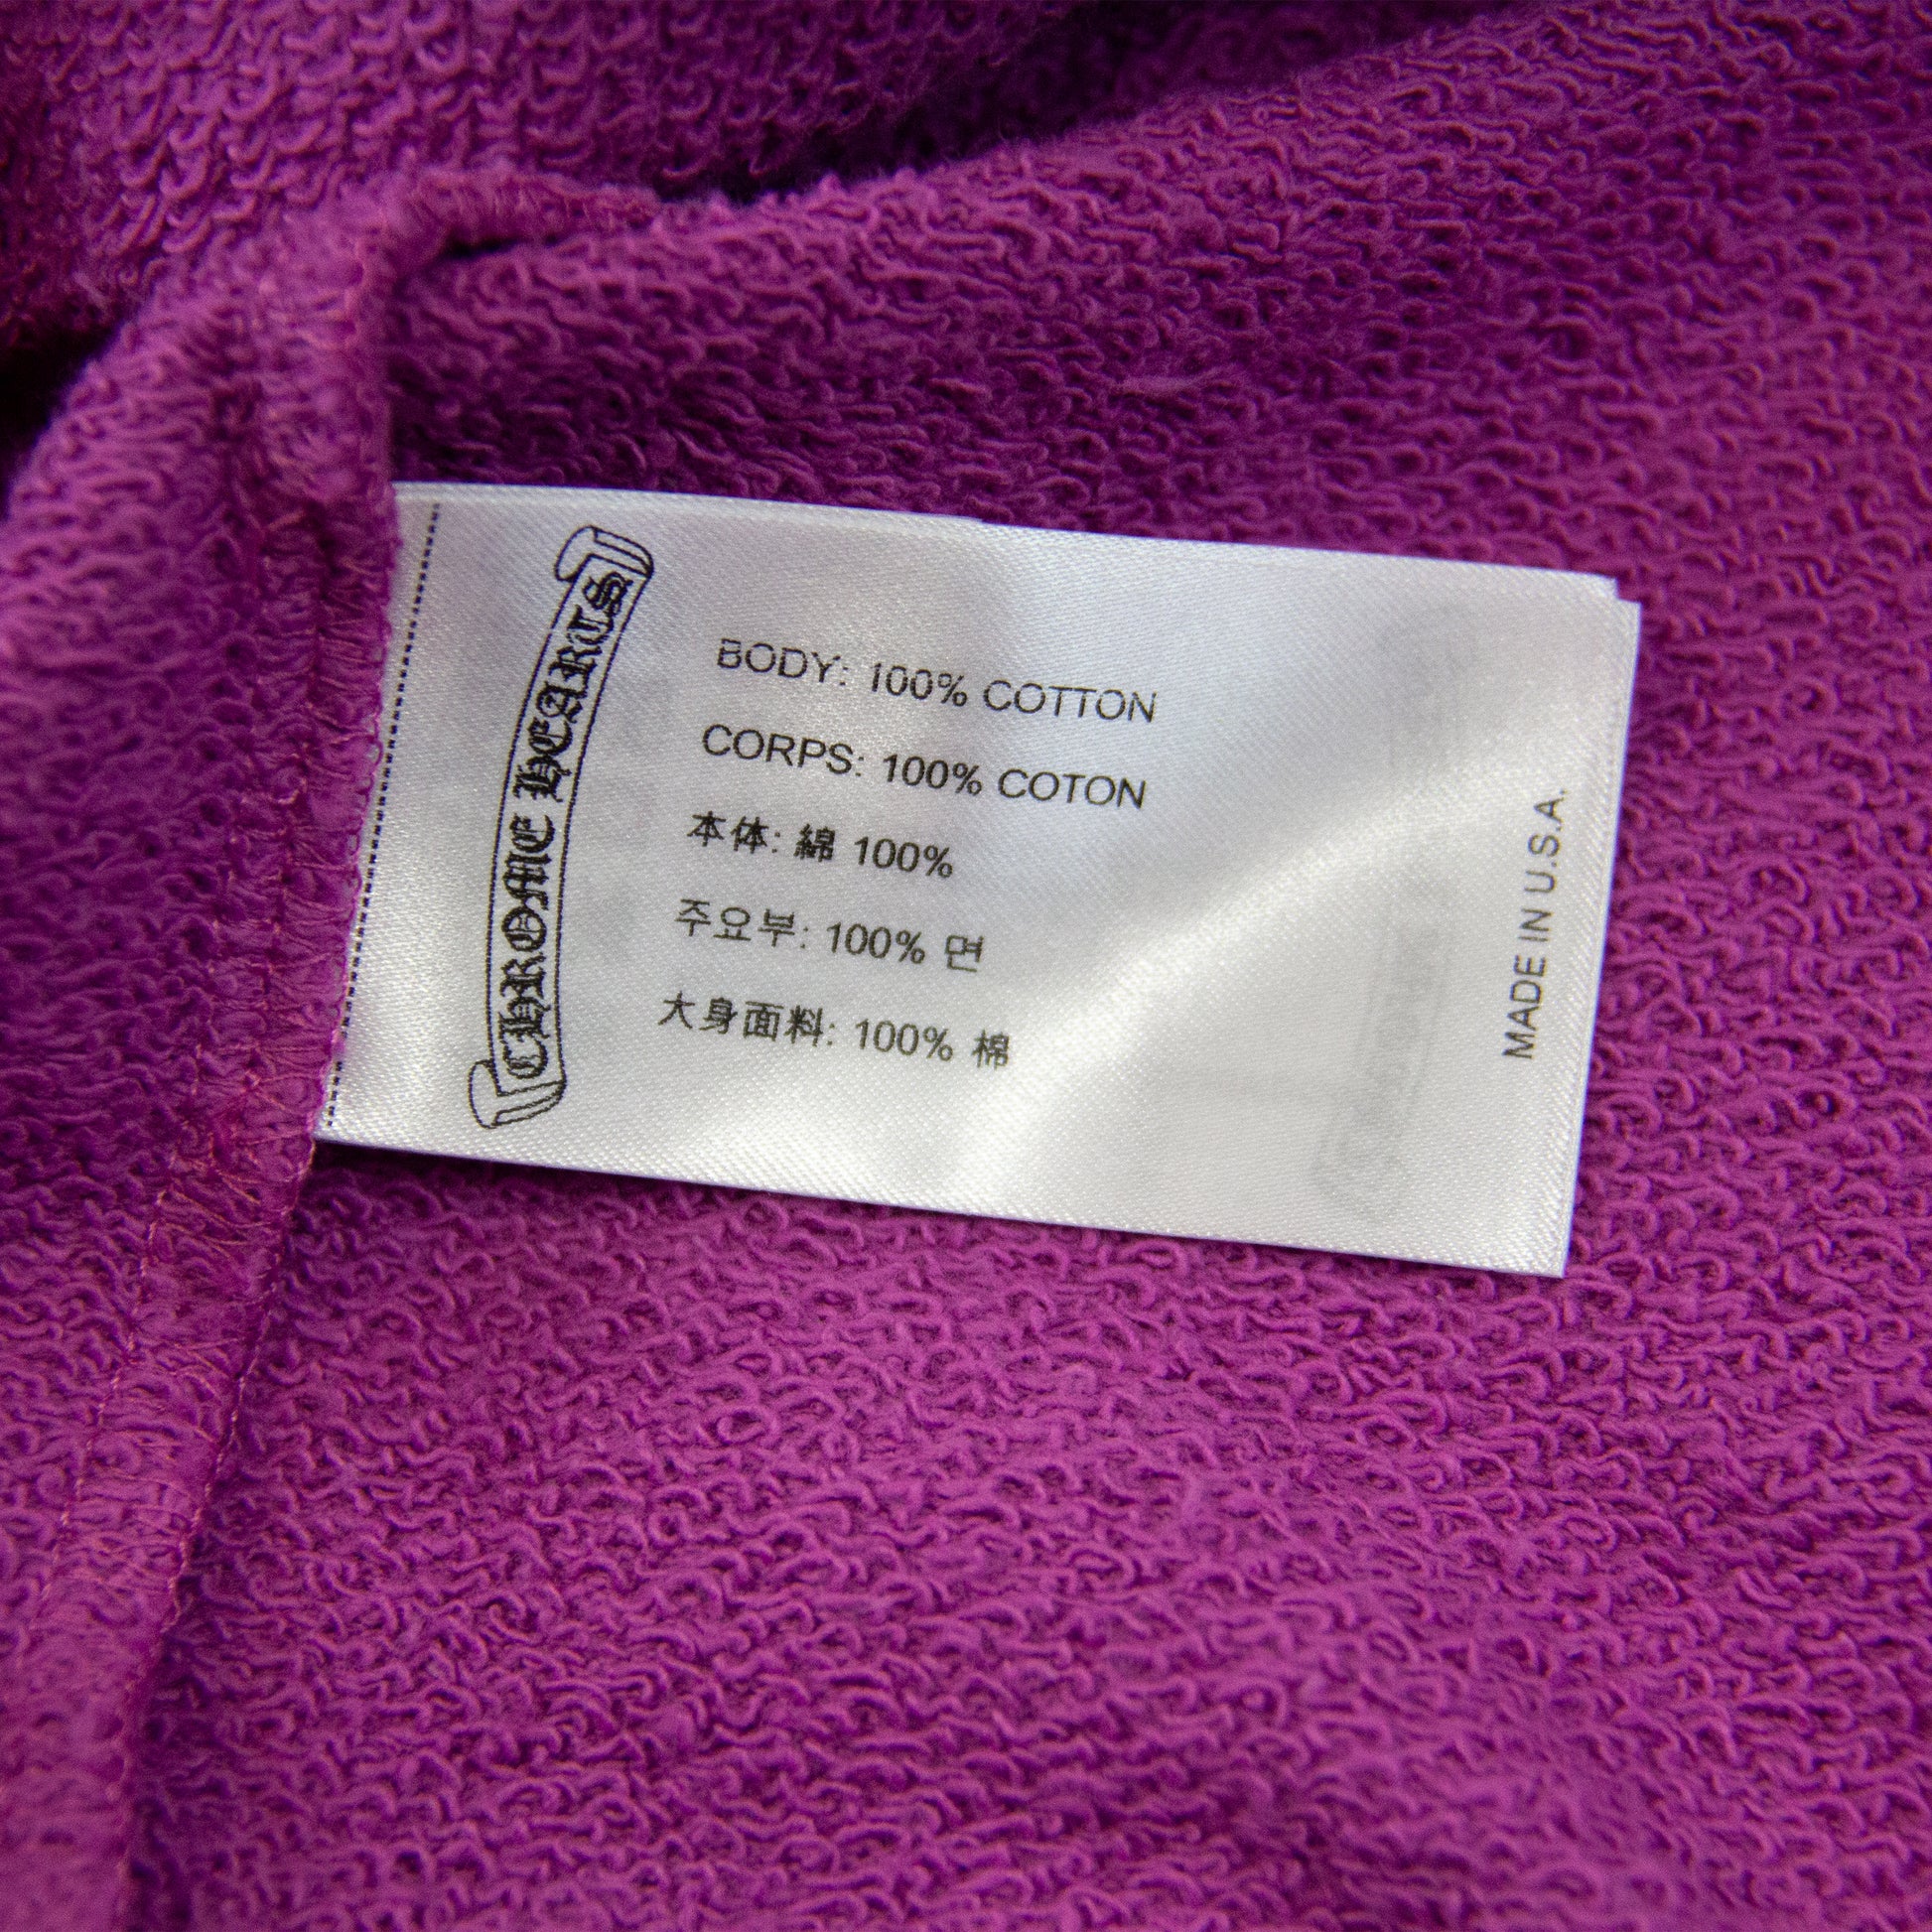 CHROME HEARTS
BODY: 100% COTTON
CORPS: 100% COTON
本体: 綿 100%
주요부: 100% 면
大身面料: 100% 棉
MADE IN U.S.A.